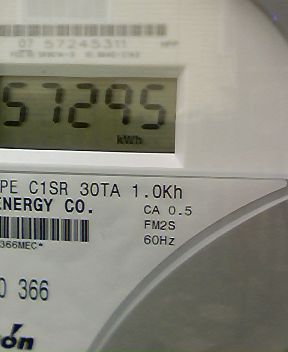 07 57245311
57295
kWh
PE C1SR 30TA 1.0Kh
ENERGY CO.
CA 0.5
FM2S
60Hz
366MEC*
0 366
ón